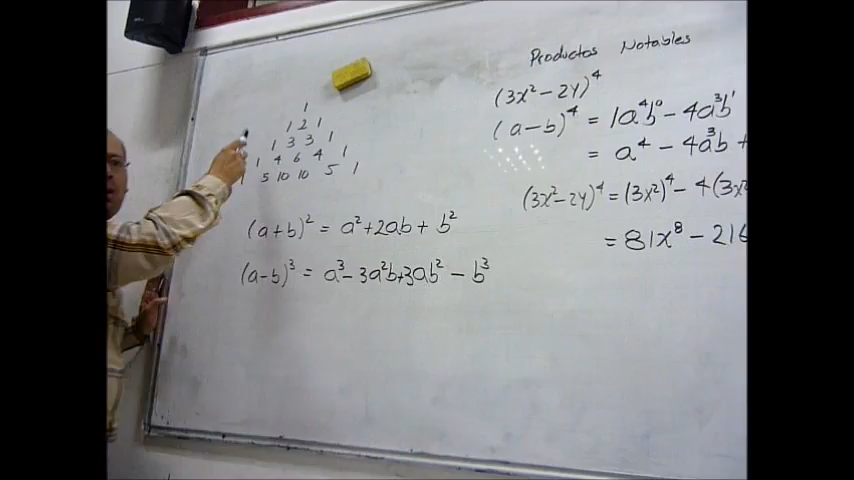 1
1 2 1
1 3 3 1
1 4 6 4 1
1 5 10 10 5 1
(a+b)² = a²+2ab+b²
(a-b)³ = a³-3a²b+3ab²-b³
Productos Notables
(3x²-2y)⁴
(a-b)⁴ = 1a⁴b⁰-4a³b¹
= a⁴-4a³b+
(3x²-2y)⁴=(3x²)⁴-4(3x²
=81x⁸-216